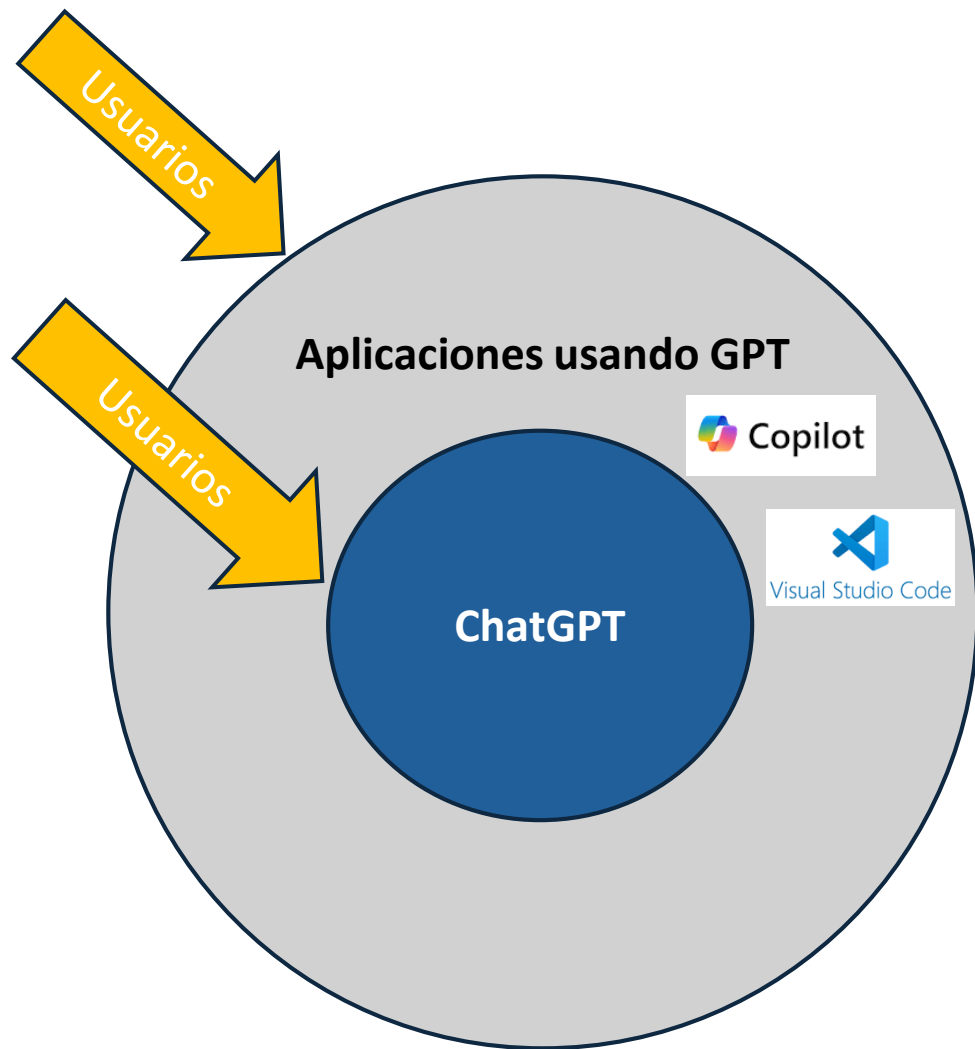 Usuarios
Usuarios
Aplicaciones usando GPT
Copilot
Visual Studio Code
ChatGPT